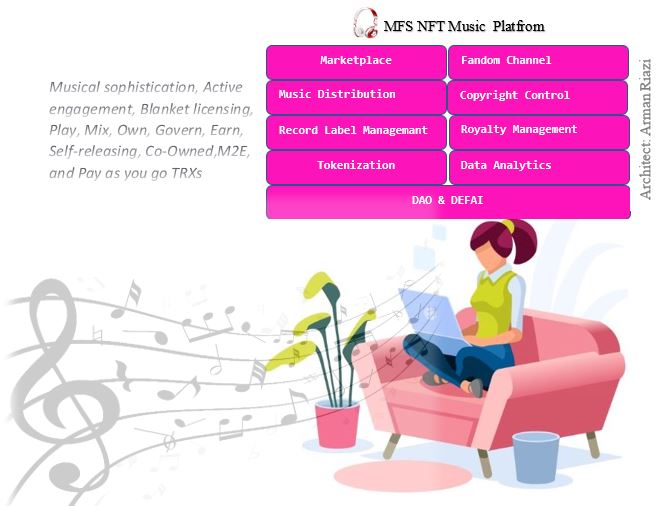 MFS NFT Music Platfrom
Marketplace
Fandom Channel
Music Distribution
Copyright Control
Record Label Managemant
Royalty Management
Tokenization
Data Analytics
DAO & DEFAI
Musical sophistication, Active
engagement, Blanket licensing,
Play, Mix, Own, Govern, Earn,
Self-releasing, Co-Owned,M2E,
and Pay as you go TRXs
Architect: Arman Riazi